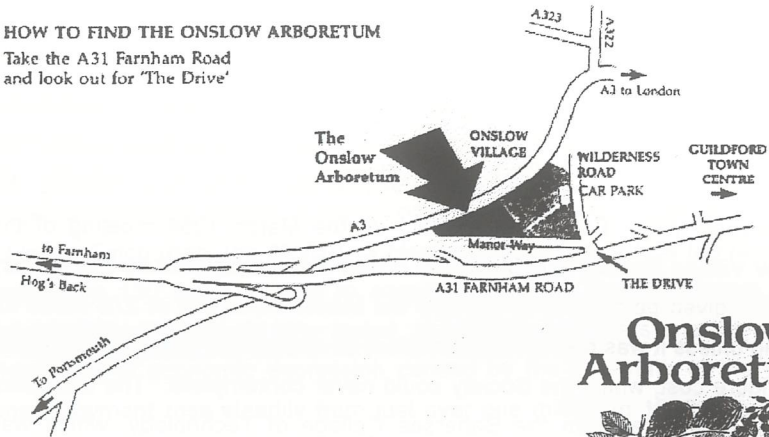 HOW TO FIND THE ONSLOW ARBORETUM
Take the A31 Farnham Road
and look out for 'The Drive'
A.323
A.322
A3 to London
The
Onslow
Arboretum
ONSLOW
VILLAGE
WILDERNESS
ROAD
CAR PARK
GUILDFORD
TOWN
CENTRE
A3
Manor Way
to Farnham
Hog's Back
A31 FARNHAM ROAD
THE DRIVE
To Portsmouth
Onslow
Arboret